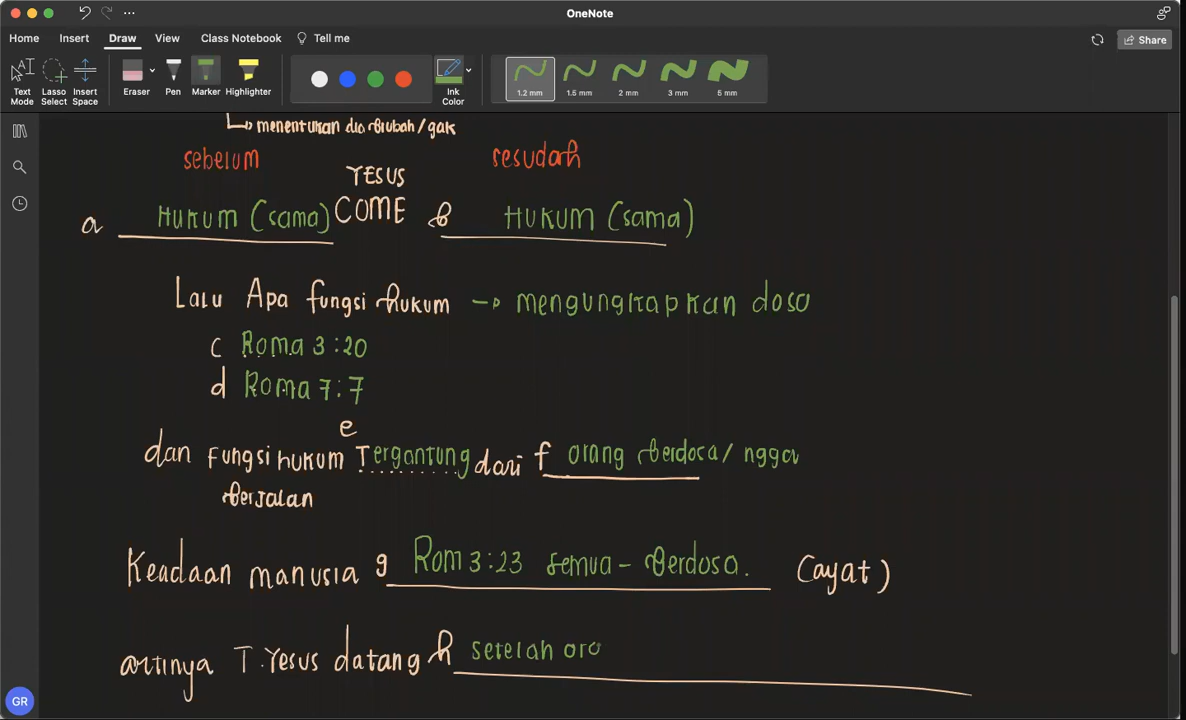 OneNote
Home Insert Draw View Class Notebook Tell me
Share
Text Mode Lasso Select Insert Space Eraser Pen Marker Highlighter Ink Color 1.2 mm 1.5 mm 2 mm 3 mm 5 mm
menentukan dia berubah/gak
sebelum sesudah
YESUS
a HUKUM (sama) COME b HUKUM (sama)
Lalu Apa fungsi hukum → mengungkapkan dosa
c Roma 3:20
d Roma 7:7
e
dan Fungsi hukum Tergantung dari f orang berdosa/ ngga
berjalan
Keadaan manusia g Rom 3:23 semua - Berdosa. (ayat)
artinya T. Yesus datang h setelah ora
GR